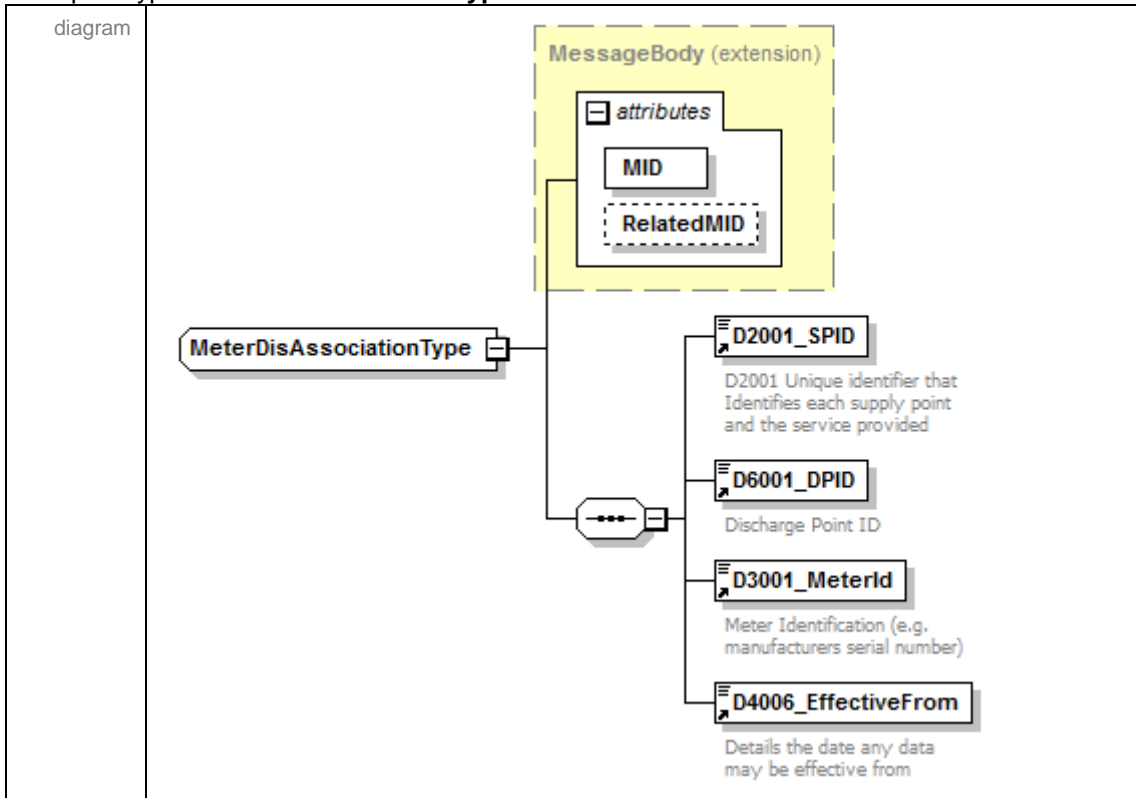 diagram
MessageBody (extension)
attributes
MID
RelatedMID
MeterDisAssociationType
D2001_SPID
D2001 Unique identifier that
Identifies each supply point
and the service provided
D6001_DPID
Discharge Point ID
D3001_MeterId
Meter Identification (e.g.
manufacturers serial number)
D4006_EffectiveFrom
Details the date any data
may be effective from